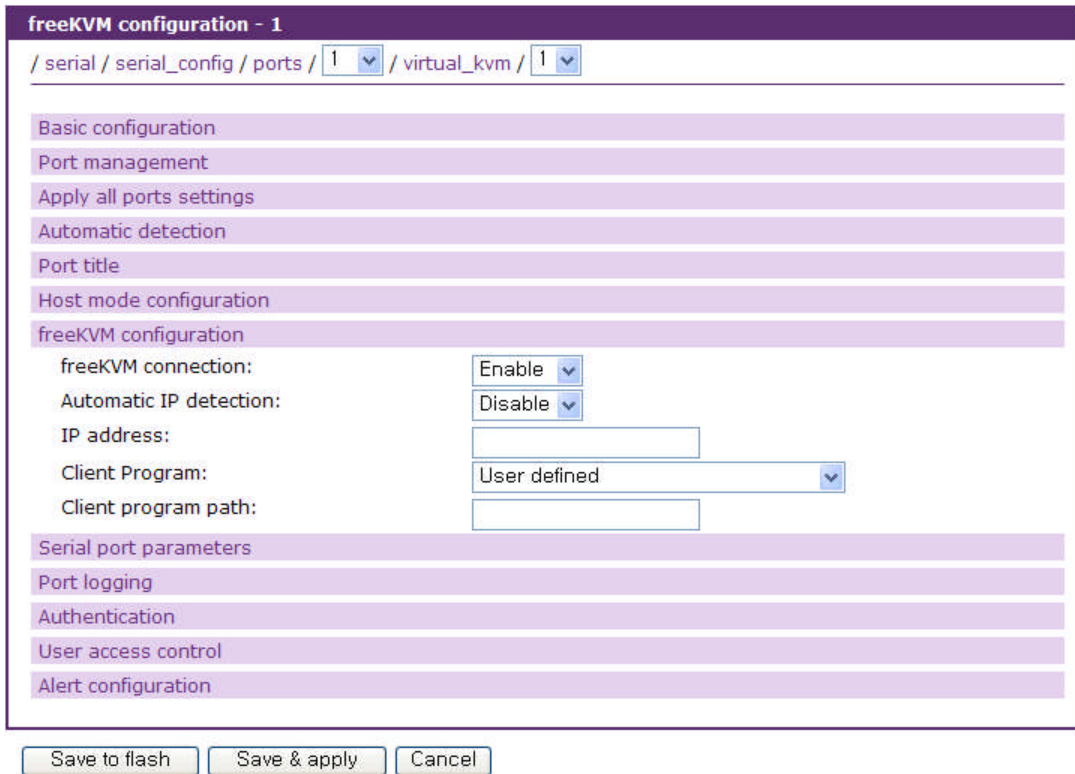 freeKVM configuration - 1
/ serial / serial_config / ports / 1 / virtual_kvm / 1
Basic configuration
Port management
Apply all ports settings
Automatic detection
Port title
Host mode configuration
freeKVM configuration
freeKVM connection: Enable
Automatic IP detection: Disable
IP address:
Client Program: User defined
Client program path:
Serial port parameters
Port logging
Authentication
User access control
Alert configuration
Save to flash Save & apply Cancel